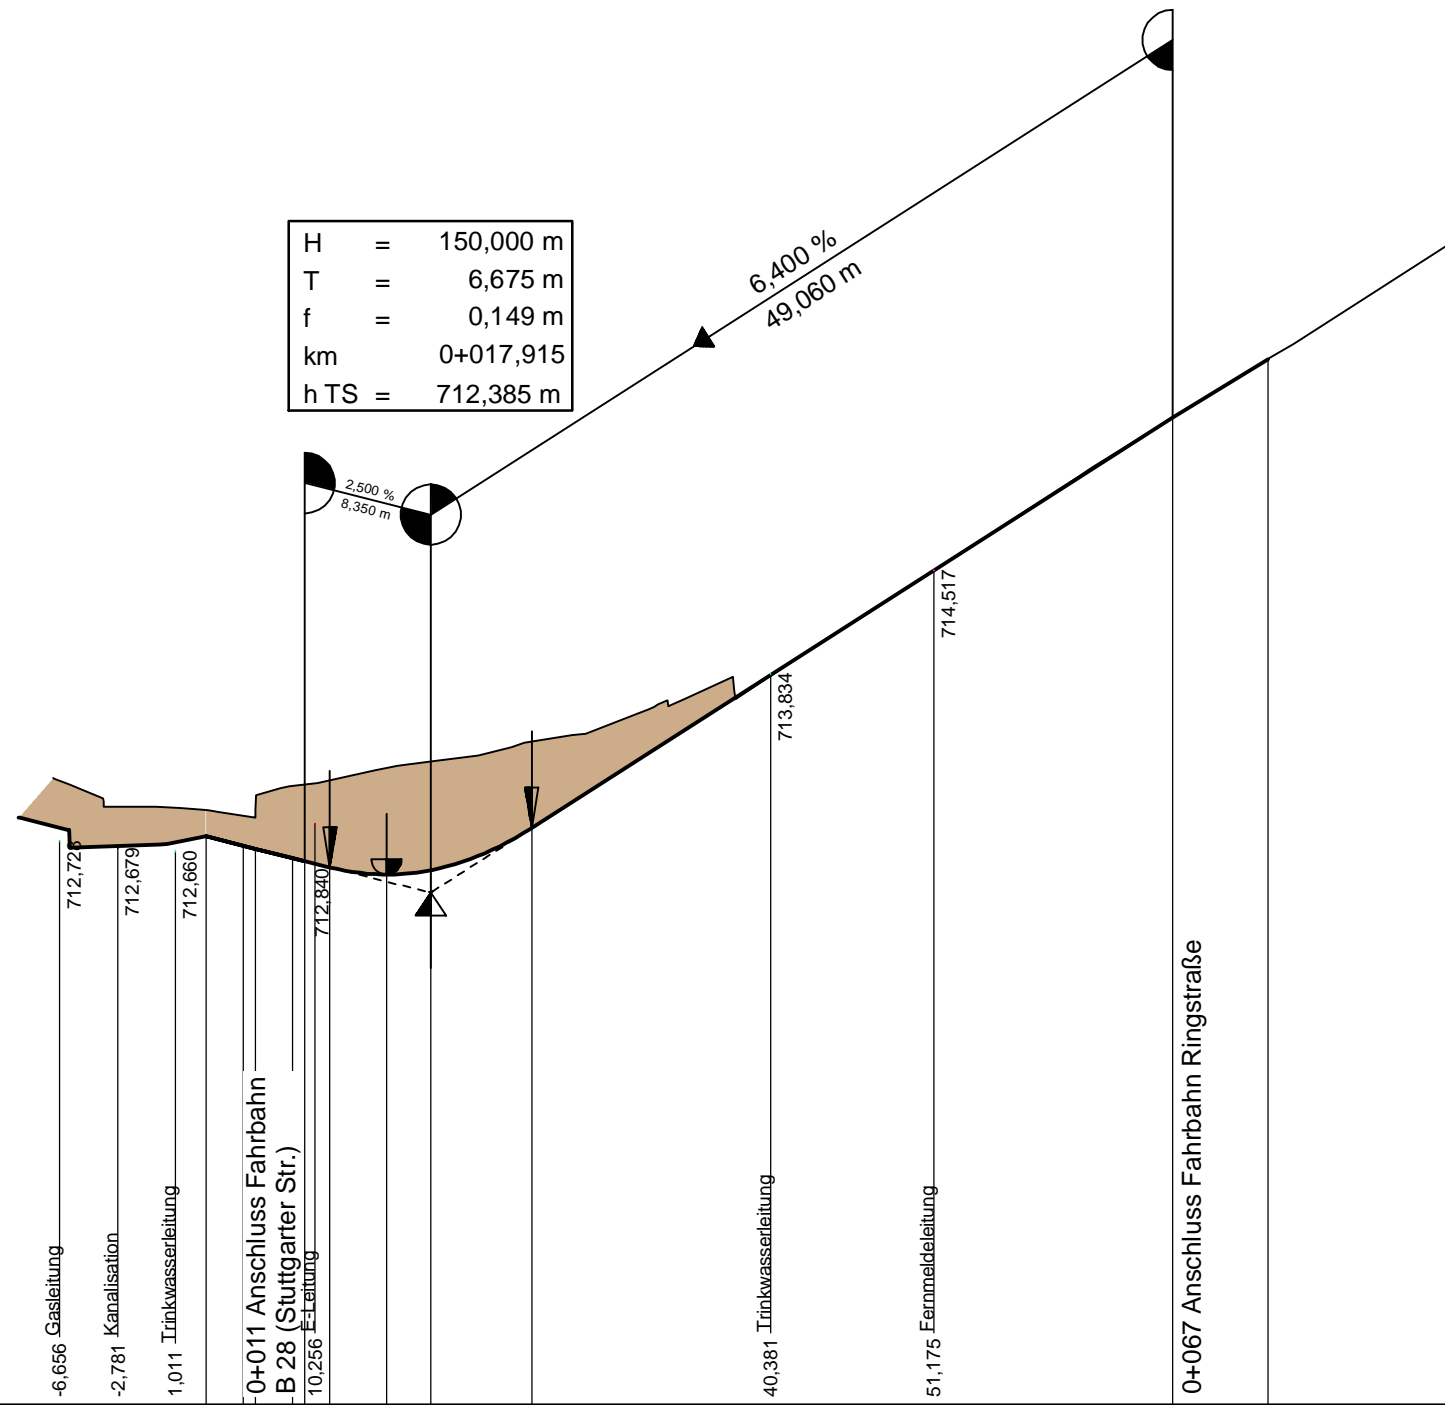 6,400 %
49,060 m
H = 150,000 m
T = 6,675 m
f = 0,149 m
km 0+017,915
h TS = 712,385 m
2,500 %
8,350 m
714,517
713,834
712,679
712,660
712,840
-6,656 Gasleitung
-2,781 Kanalisation
1,011 Trinkwasserleitung
0+011 Anschluss Fahrbahn
B 28 (Stuttgarter Str.)
10,256 E-Leitung
40,381 Trinkwasserleitung
51,175 Fernmeldeleitung
0+067 Anschluss Fahrbahn Ringstraße